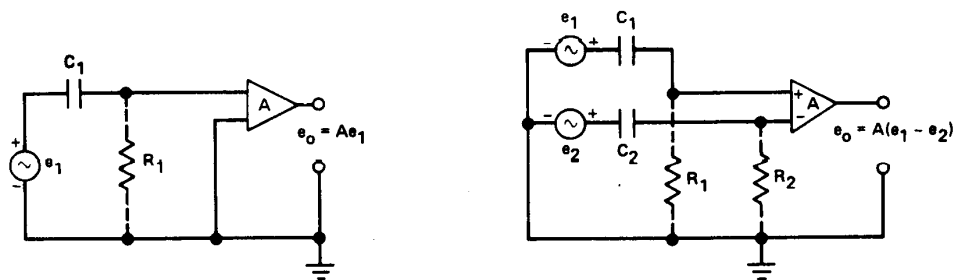 C1
A
e1
R1
eo = Ae1
+
-
e1
C1
- +
- +
e2
C2
R1
R2
+
-
A
eo = A(e1 - e2)